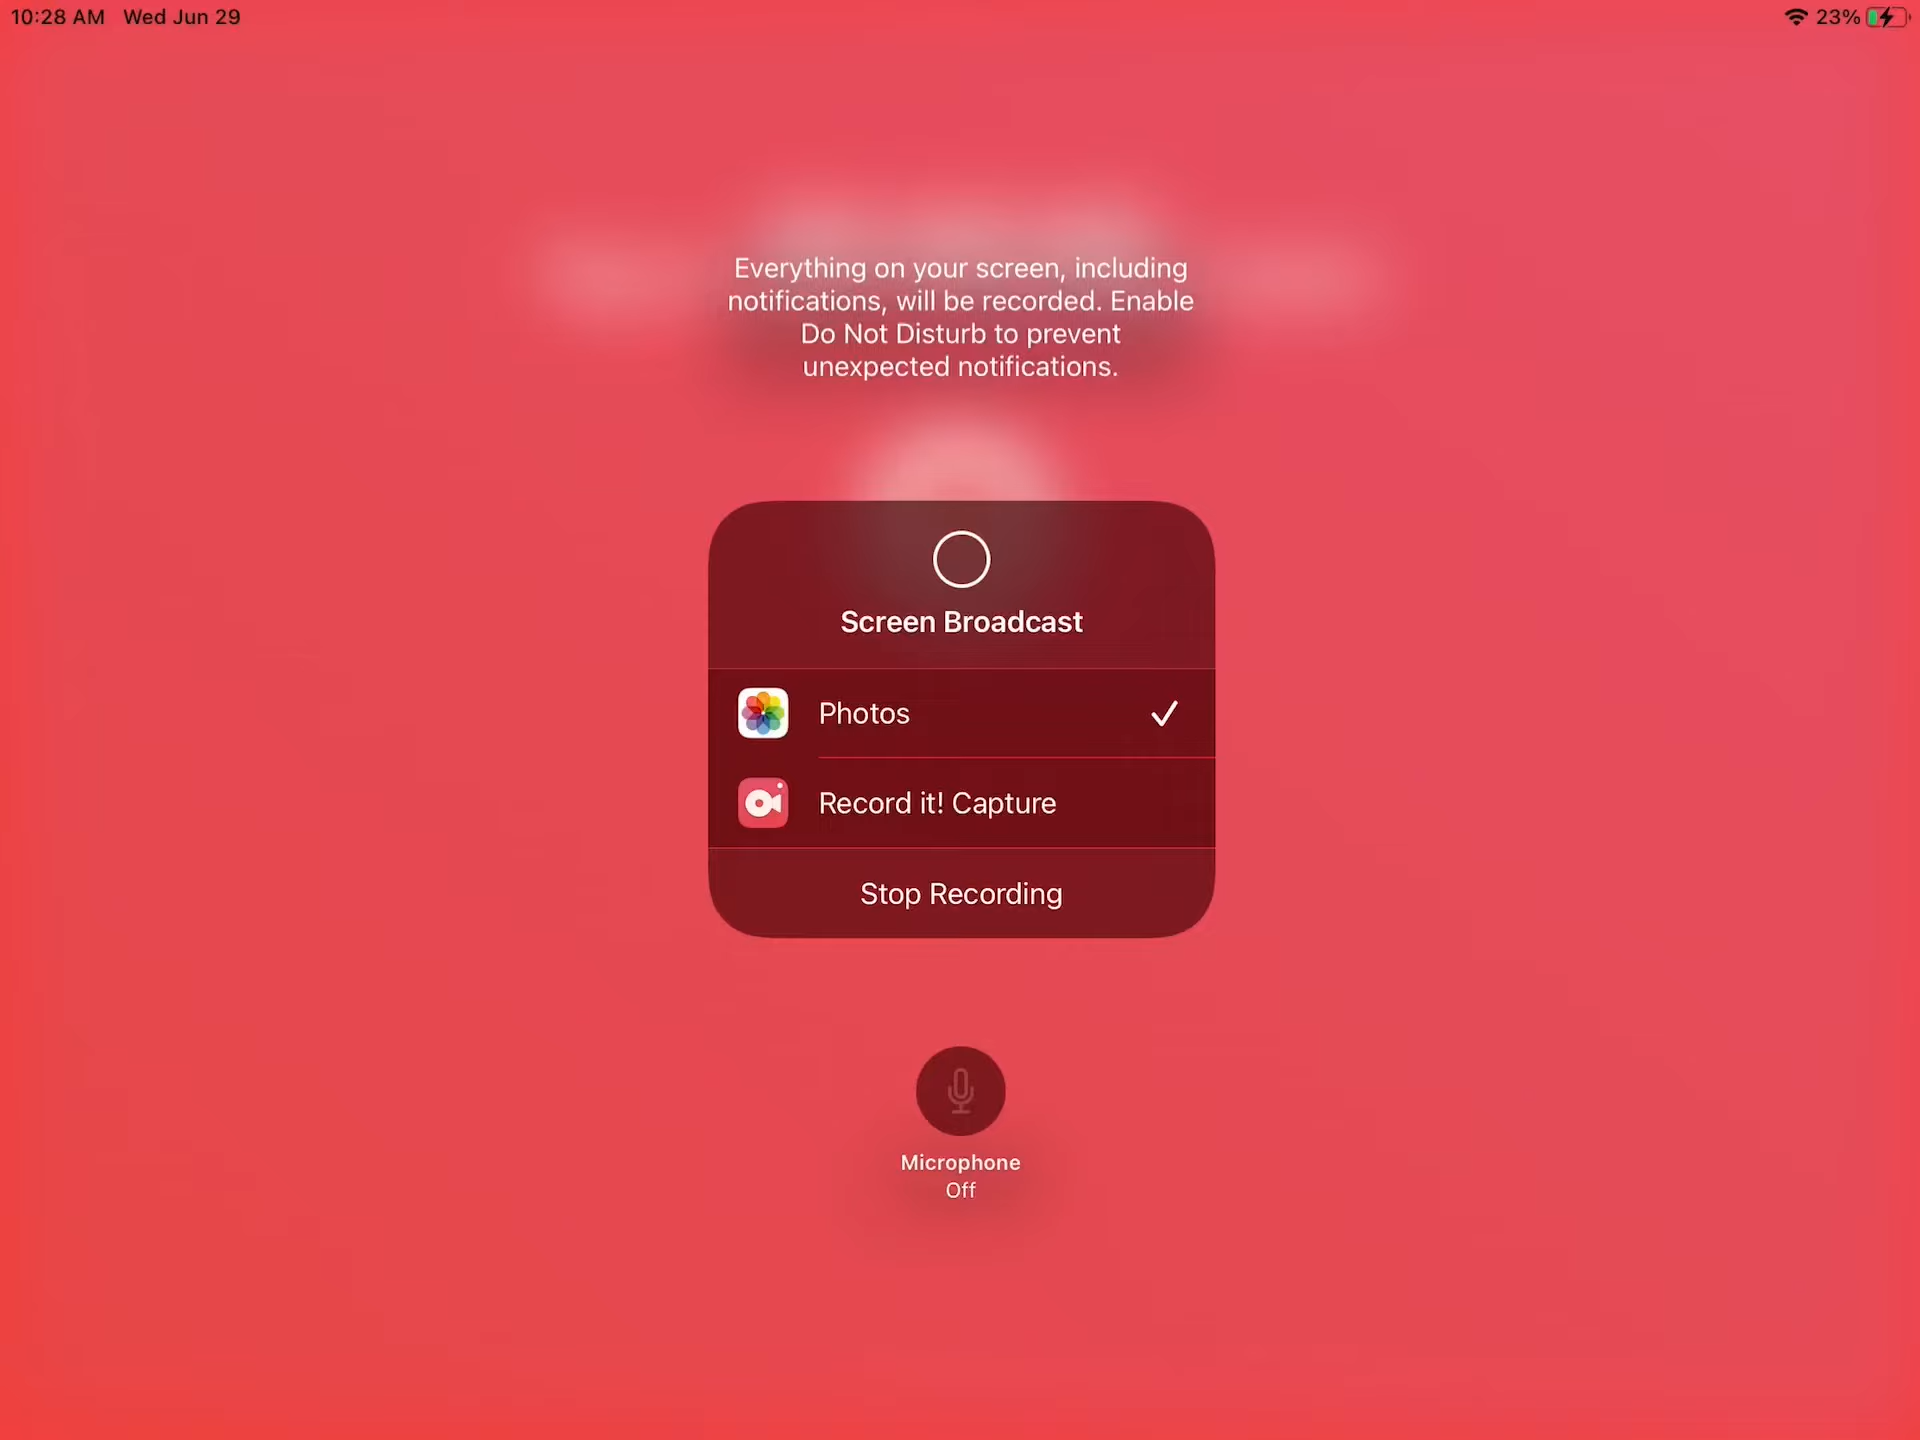 10:28 AM Wed Jun 29
23%
Everything on your screen, including
notifications, will be recorded. Enable
Do Not Disturb to prevent
unexpected notifications.
Screen Broadcast
Photos
Record it! Capture
Stop Recording
Microphone
Off